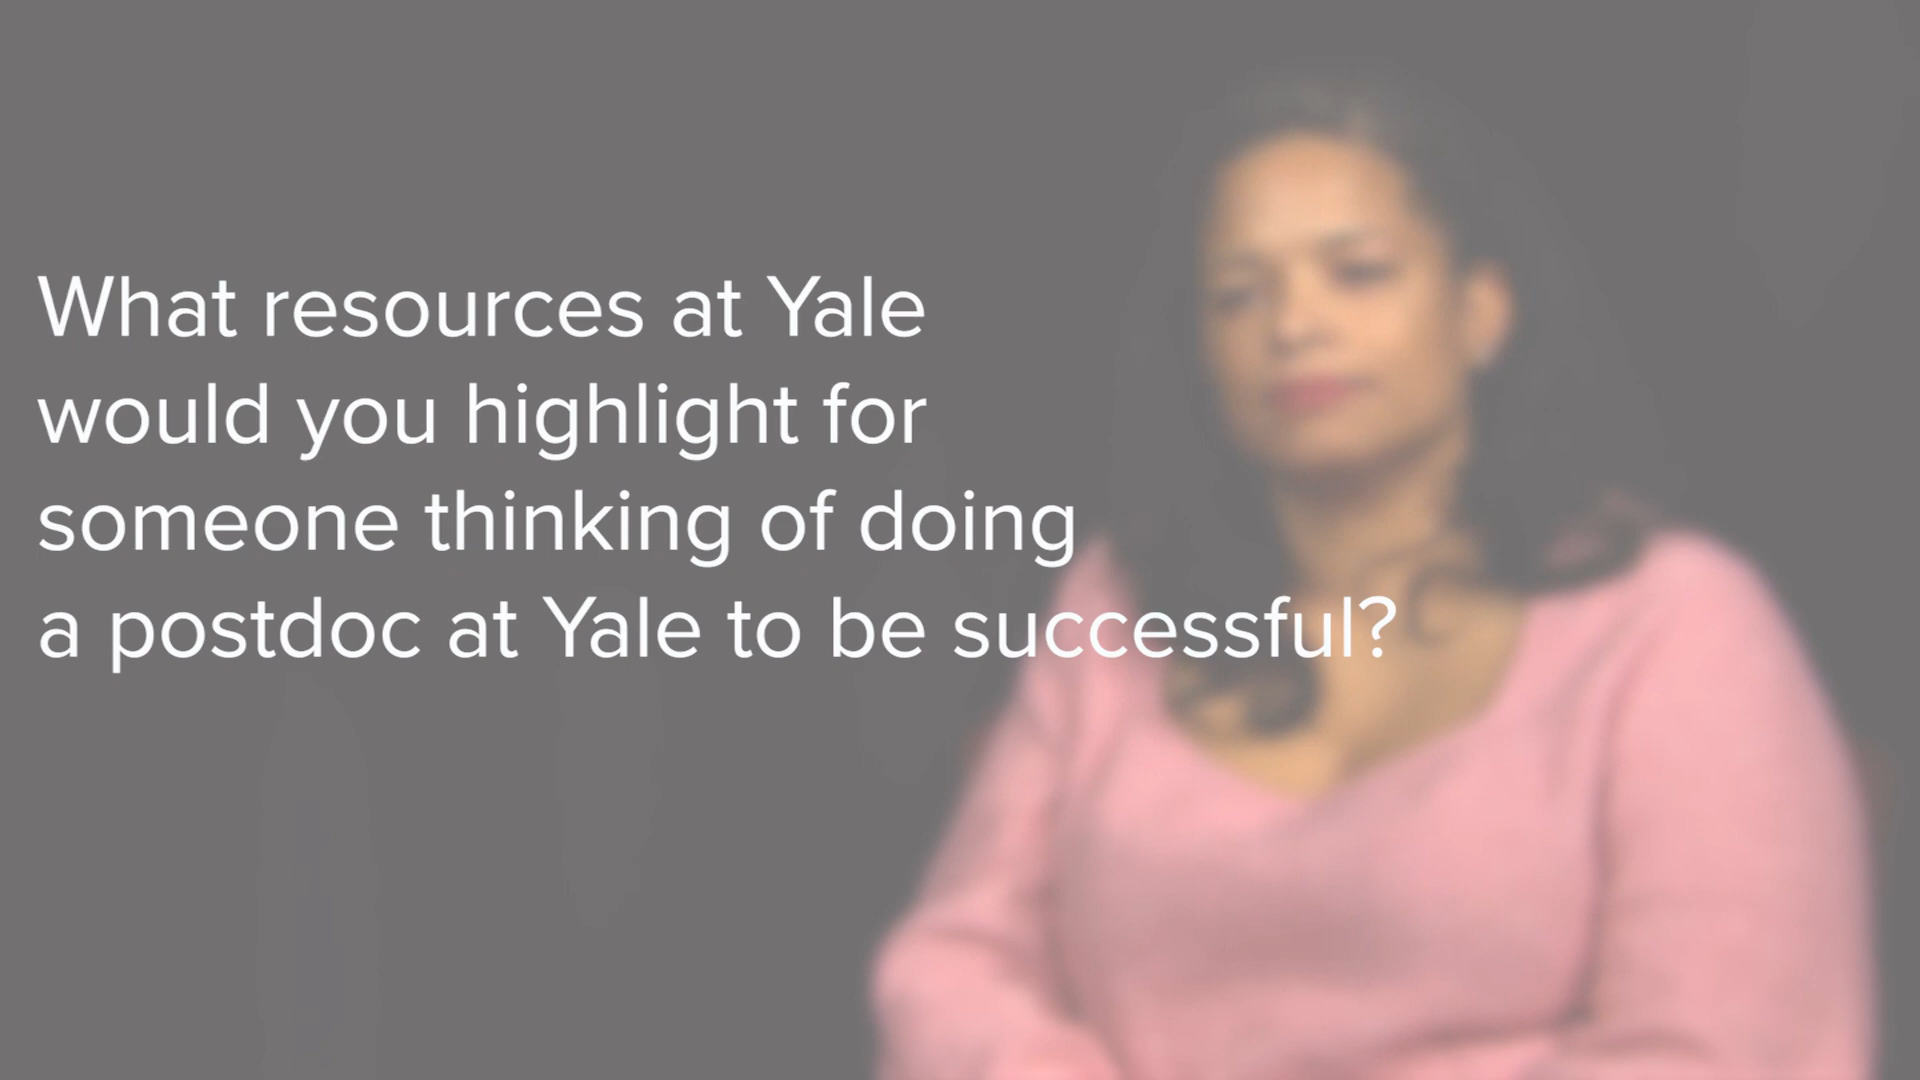 What resources at Yale
would you highlight for
someone thinking of doing
a postdoc at Yale to be successful?